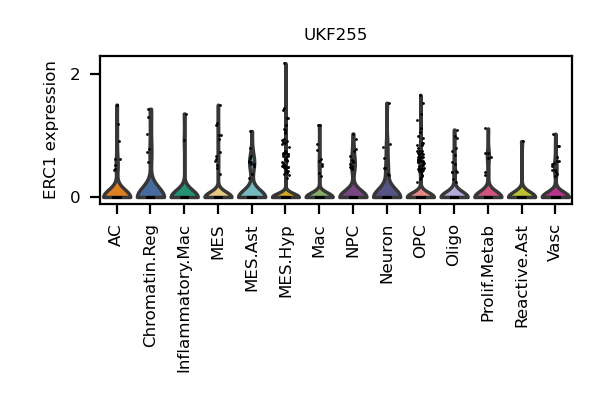 UKF255
ERC1 expression
2
0
AC
Chromatin.Reg
Inflammatory.Mac
MES
MES.Ast
MES.Hyp
Mac
NPC
Neuron
OPC
Oligo
Prolif.Metab
Reactive.Ast
Vasc